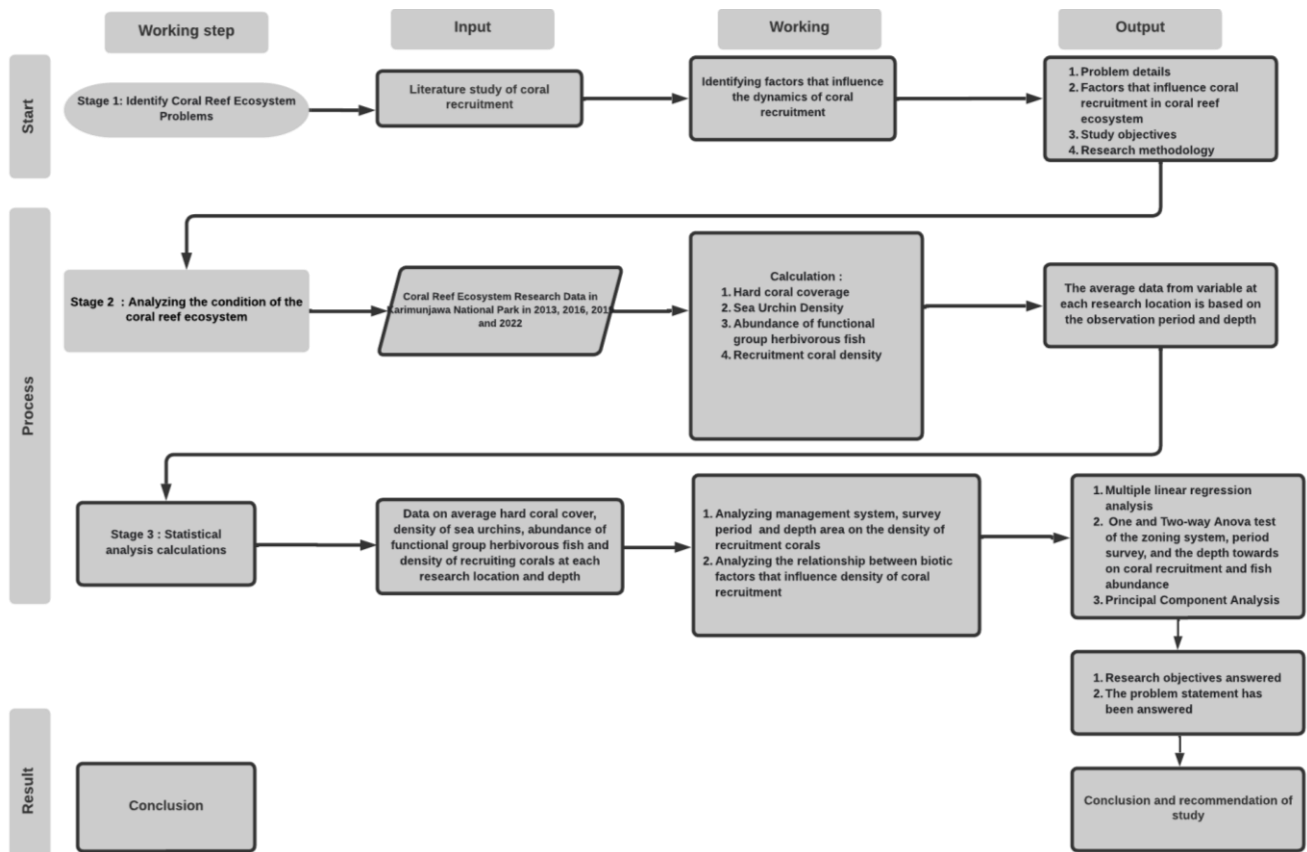 Working step
Input
Working
Output
Start
Stage 1: Identify Coral Reef Ecosystem
Problems
Literature study of coral
recruitment
Identifying factors that influence
the dynamics of coral
recruitment
1. Problem details
2. Factors that influence coral
recruitment in coral reef
ecosystem
3. Study objectives
4. Research methodology
Process
Stage 2 : Analyzing the condition of the
coral reef ecosystem
Coral Reef Ecosystem Research Data in
Karimunjawa National Park in 2013, 2016, 2019
and 2022
Calculation :
1. Hard coral coverage
2. Sea Urchin Density
3. Abundance of functional
group herbivorous fish
4. Recruitment coral density
The average data from variable at
each research location is based on
the observation period and depth
Stage 3 : Statistical
analysis calculations
Data on average hard coral cover,
density of sea urchins, abundance of
functional group herbivorous fish and
density of recruiting corals at each
research location and depth
1. Analyzing management system, survey
period and depth area on the density of
recruitment corals
2. Analyzing the relationship between biotic
factors that influence density of coral
recruitment
1. Multiple linear regression
analysis
2. One and Two-way Anova test
of the zoning system, period
survey, and the depth towards
on coral recruitment and fish
abundance
3. Principal Component Analysis
1. Research objectives answered
2. The problem statement has
been answered
Result
Conclusion
Conclusion and recommendation of
study